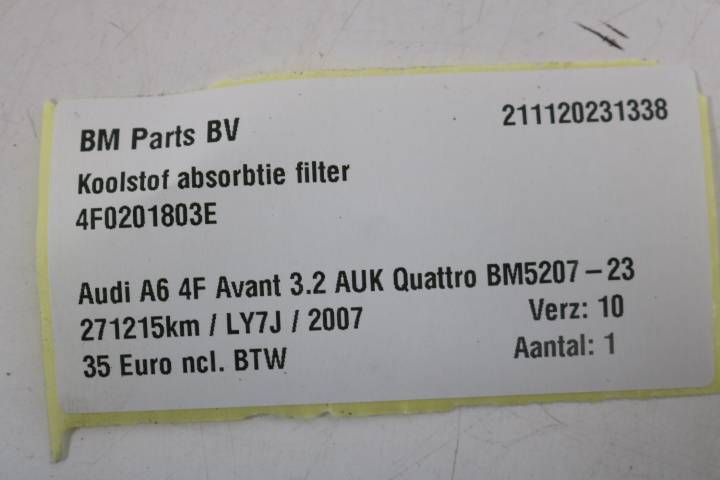 BM Parts BV 211120231338
Koolstof absorbtie filter
4F0201803E
Audi A6 4F Avant 3.2 AUK Quattro BM5207-23
271215km / LY7J / 2007 Verz: 10
35 Euro ncl. BTW Aantal: 1